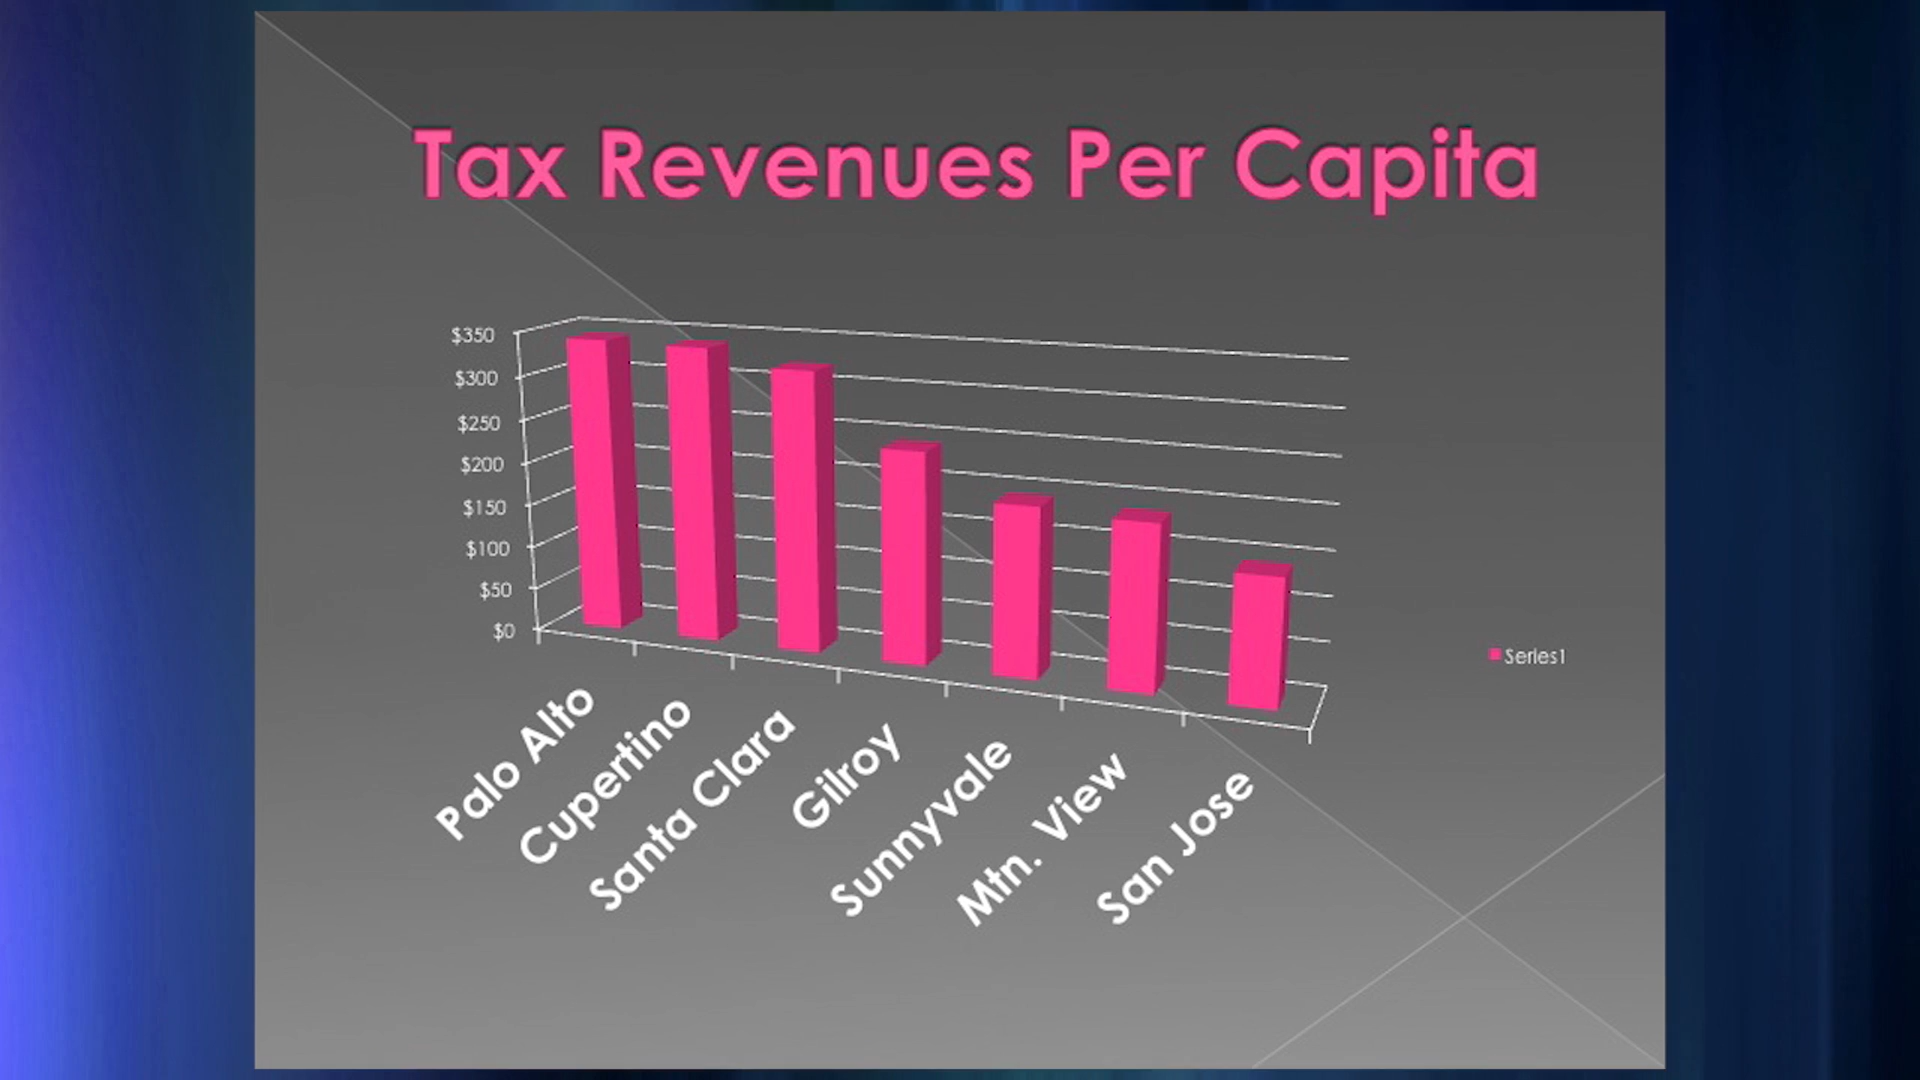 Tax Revenues Per Capita
$350
$300
$250
$200
$150
$100
$50
$0
Palo Alto
Cupertino
Santa Clara
Gilroy
Sunnyvale
Mtn. View
San Jose
Series1